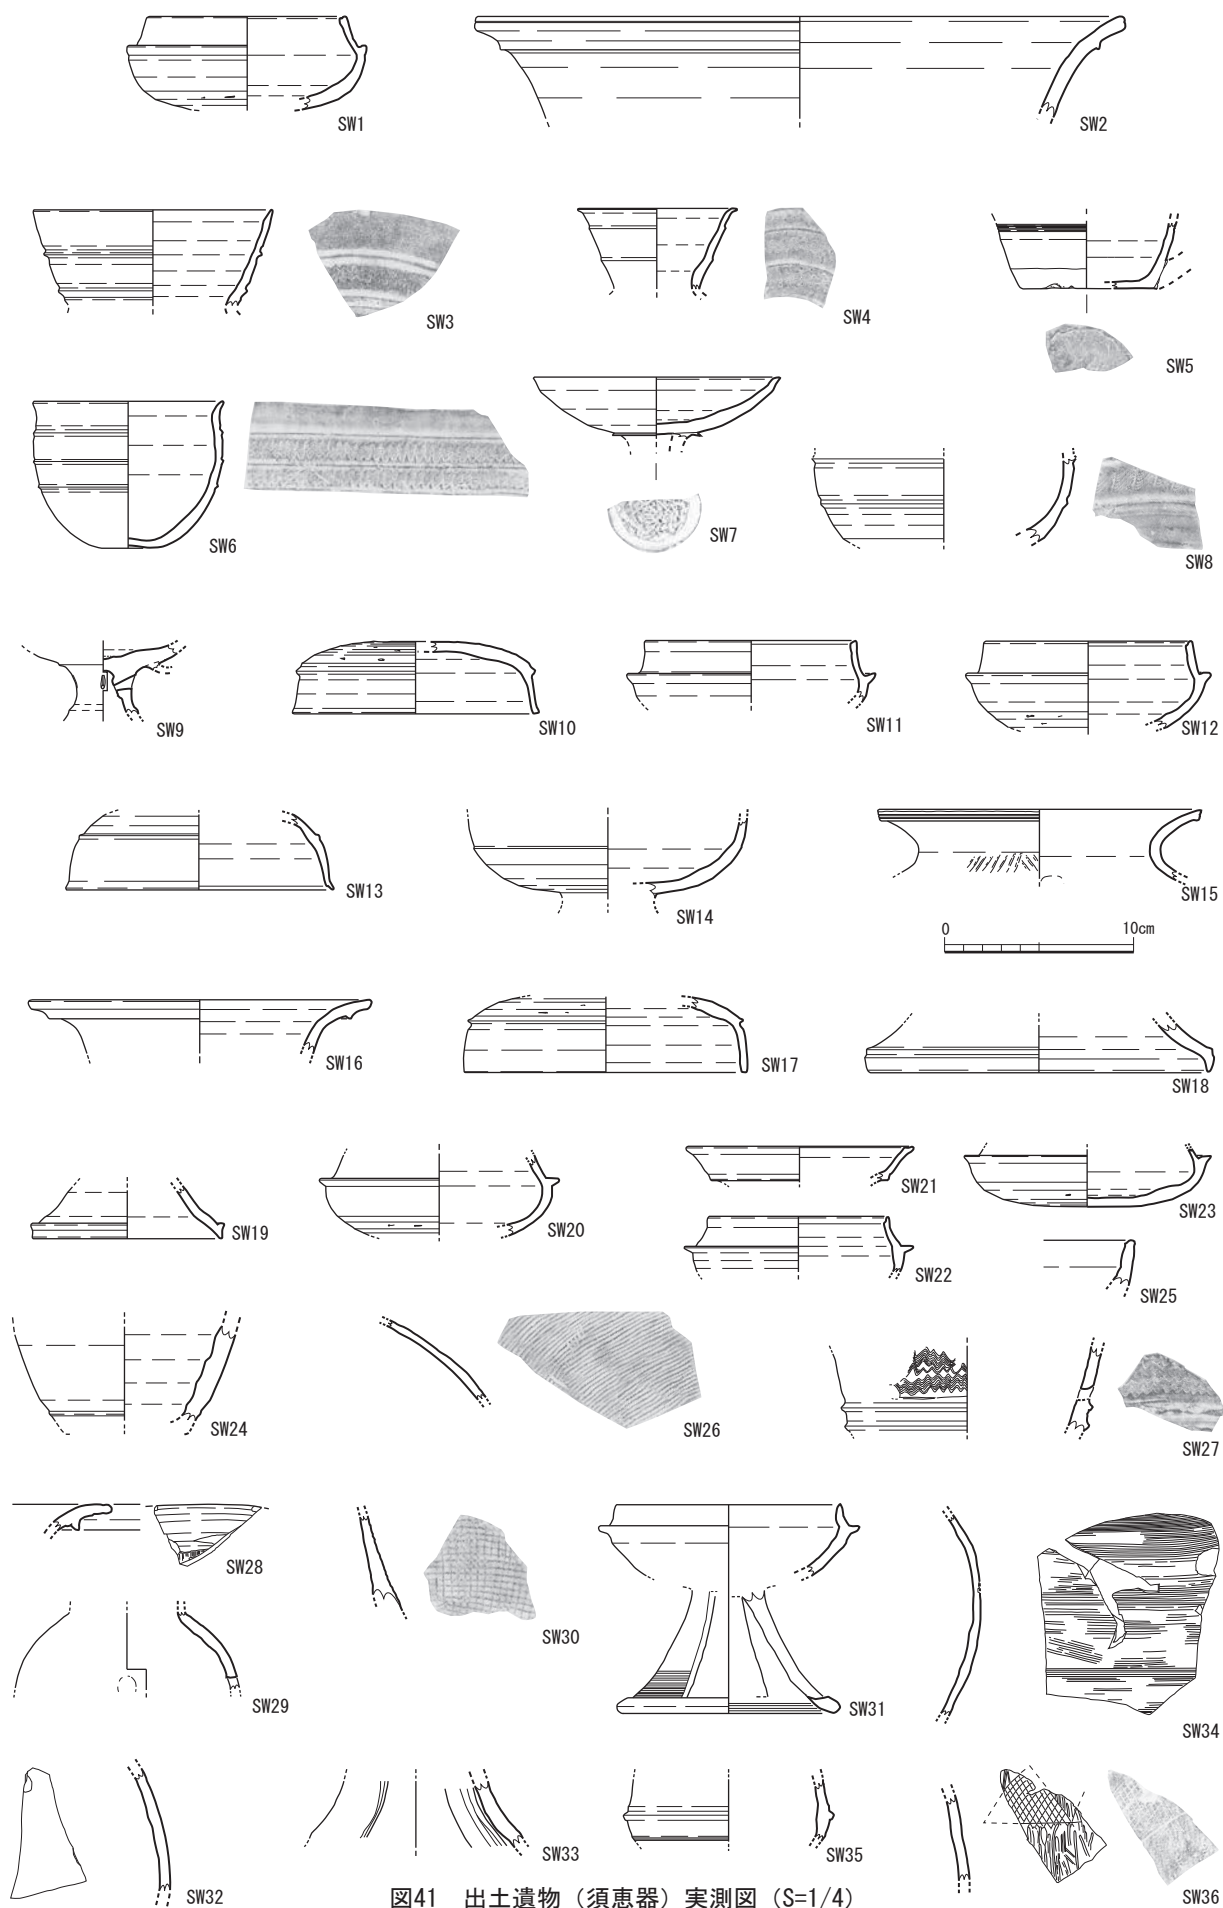 SW1
SW2
SW3
SW4
SW5
SW6
SW7
SW8
SW9
SW10
SW11
SW12
SW13
SW14
SW15
0 10cm
SW16
SW17
SW18
SW19
SW20
SW21
SW22
SW23
SW24
SW25
SW26
SW27
SW28
SW29
SW30
SW31
SW32
SW33
SW34
SW35
SW36
図41 出土遺物（須恵器）実測図（S=1/4）